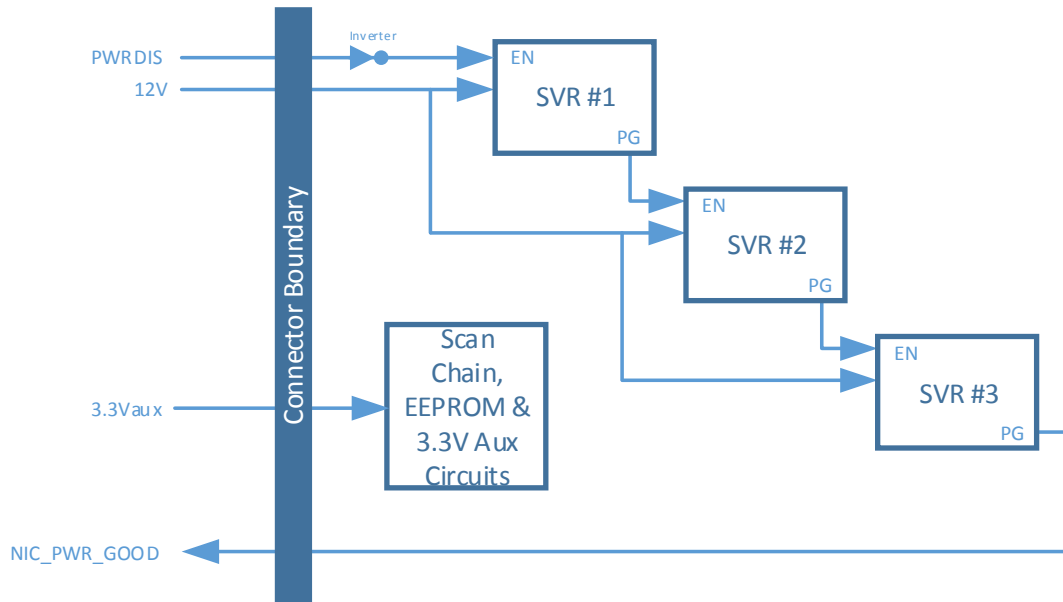 PWRDIS
Inverter
12V
EN
SVR #1
PG
EN
SVR #2
PG
Connector Boundary
Scan
Chain,
EEPROM &
3.3V Aux
Circuits
3.3Vaux
EN
SVR #3
PG
NIC_PWR_GOOD